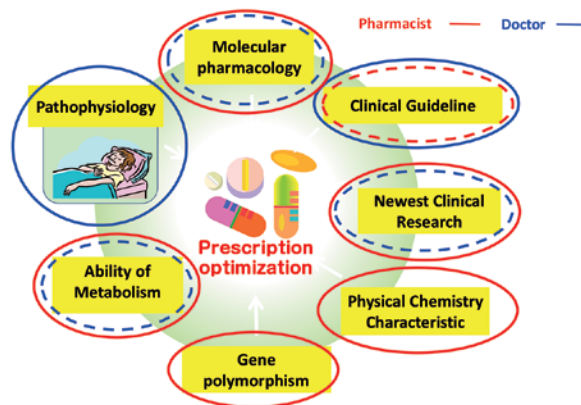 Pharmacist
Doctor
Molecular
pharmacology
Pathophysiology
Clinical Guideline
Newest Clinical
Research
Prescription
optimization
Ability of
Metabolism
Physical Chemistry
Characteristic
Gene
polymorphism